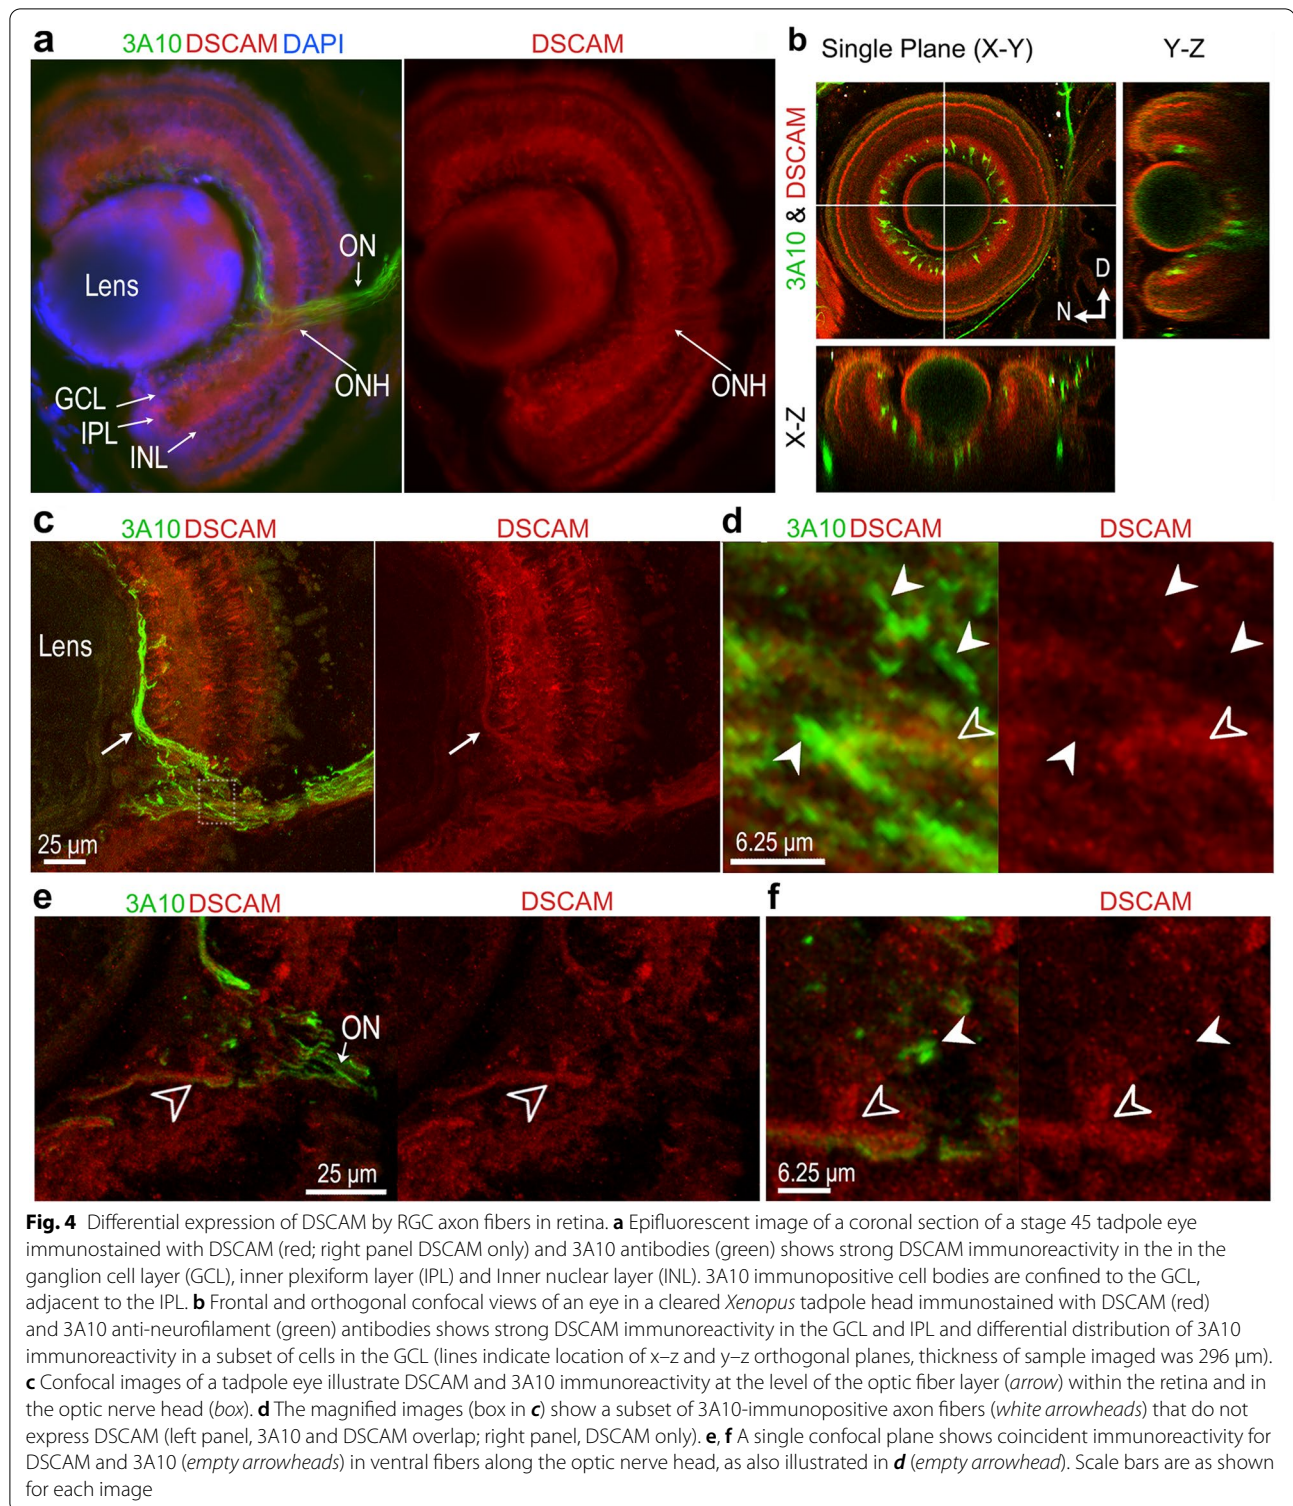 a
3A10 DSCAM DAPI
DSCAM
Lens
ON
ONH
GCL
IPL
INL
ONH
b
Single Plane (X-Y)
Y-Z
3A10 & DSCAM
D
N
X-Z
c
3A10 DSCAM
DSCAM
Lens
25 µm
d
3A10 DSCAM
DSCAM
6.25 µm
e
3A10 DSCAM
DSCAM
ON
25 µm
f
DSCAM
6.25 µm
Fig. 4 Differential expression of DSCAM by RGC axon fibers in retina. a Epifluorescent image of a coronal section of a stage 45 tadpole eye
immunostained with DSCAM (red; right panel DSCAM only) and 3A10 antibodies (green) shows strong DSCAM immunoreactivity in the in the
ganglion cell layer (GCL), inner plexiform layer (IPL) and Inner nuclear layer (INL). 3A10 immunopositive cell bodies are confined to the GCL,
adjacent to the IPL. b Frontal and orthogonal confocal views of an eye in a cleared Xenopus tadpole head immunostained with DSCAM (red)
and 3A10 anti-neurofilament (green) antibodies shows strong DSCAM immunoreactivity in the GCL and IPL and differential distribution of 3A10
immunoreactivity in a subset of cells in the GCL (lines indicate location of x–z and y–z orthogonal planes, thickness of sample imaged was 296 µm).
c Confocal images of a tadpole eye illustrate DSCAM and 3A10 immunoreactivity at the level of the optic fiber layer (arrow) within the retina and in
the optic nerve head (box). d The magnified images (box in c) show a subset of 3A10-immunopositive axon fibers (white arrowheads) that do not
express DSCAM (left panel, 3A10 and DSCAM overlap; right panel, DSCAM only). e, f A single confocal plane shows coincident immunoreactivity for
DSCAM and 3A10 (empty arrowheads) in ventral fibers along the optic nerve head, as also illustrated in d (empty arrowhead). Scale bars are as shown
for each image